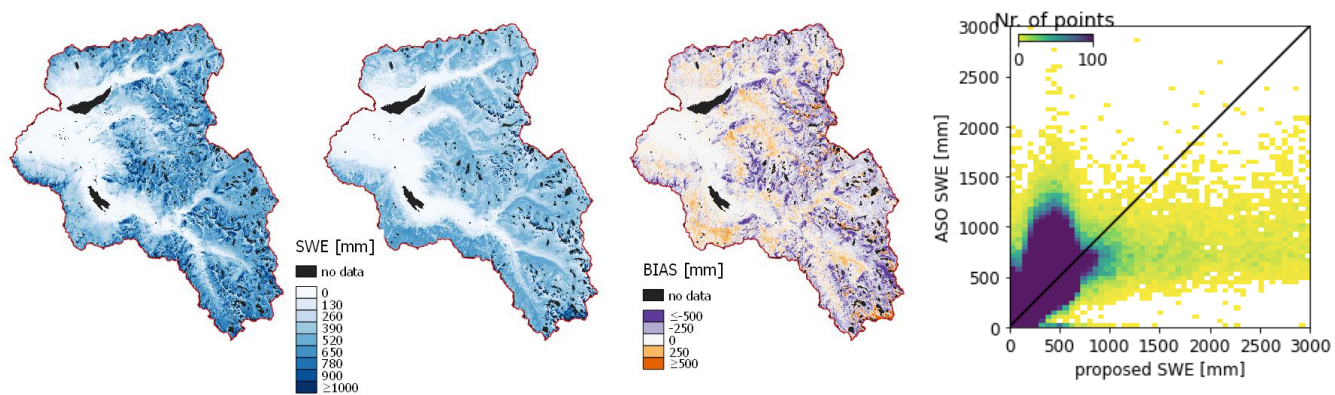 SWE [mm]
no data
0
130
260
390
520
650
780
900
≥1000
BIAS [mm]
no data
≤-500
-250
0
250
≥500
Nr. of points
0 100
ASO SWE [mm]
3000
2500
2000
1500
1000
500
0
0 500 1000 1500 2000 2500 3000
proposed SWE [mm]